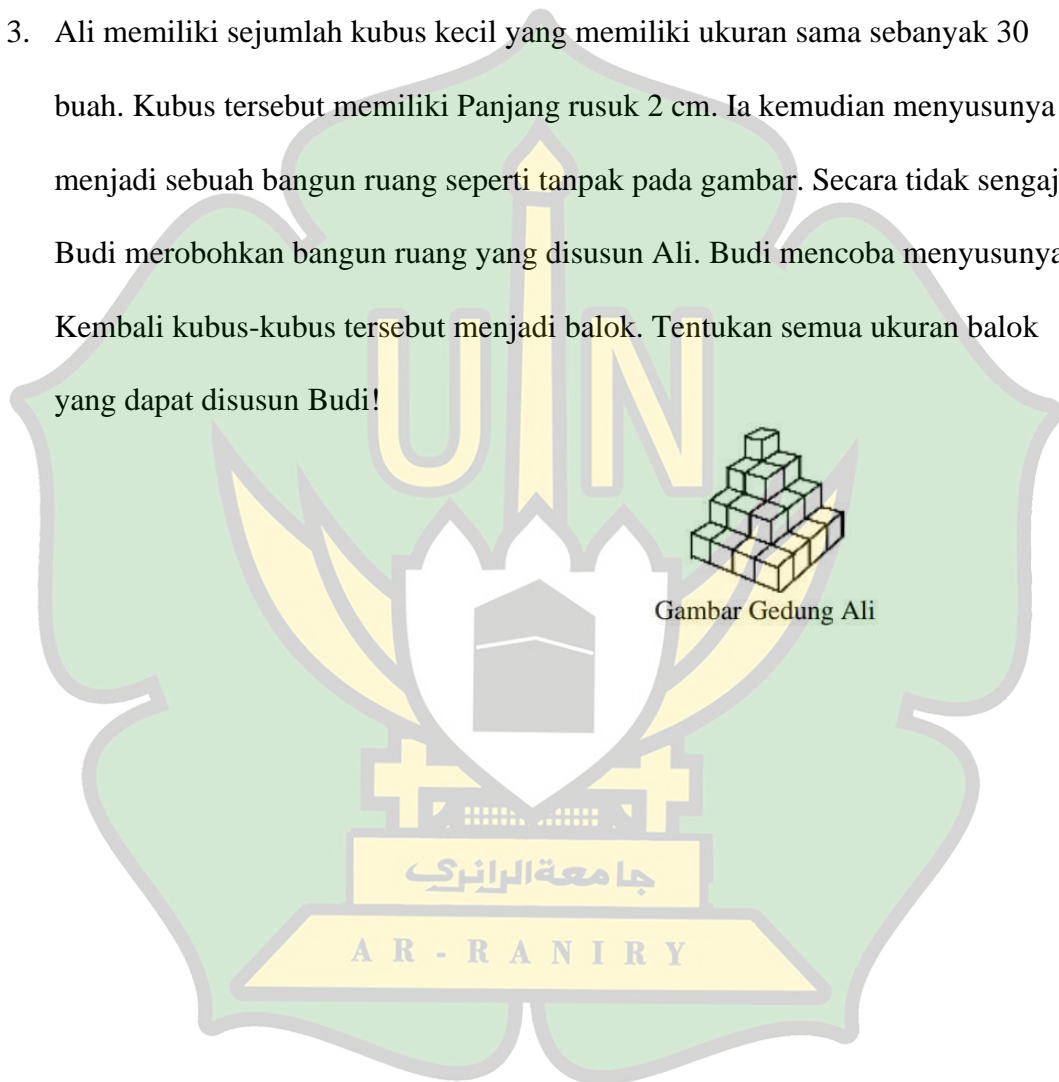 3. Ali memiliki sejumlah kubus kecil yang memiliki ukuran sama sebanyak 30
buah. Kubus tersebut memiliki Panjang rusuk 2 cm. Ia kemudian menyusunya
menjadi sebuah bangun ruang seperti tanpak pada gambar. Secara tidak sengaj
Budi merobohkan bangun ruang yang disusun Ali. Budi mencoba menyusunya
Kembali kubus-kubus tersebut menjadi balok. Tentukan semua ukuran balok
yang dapat disusun Budi!
UIN
Gambar Gedung Ali
جامعة الرانري
AR-RANIRY